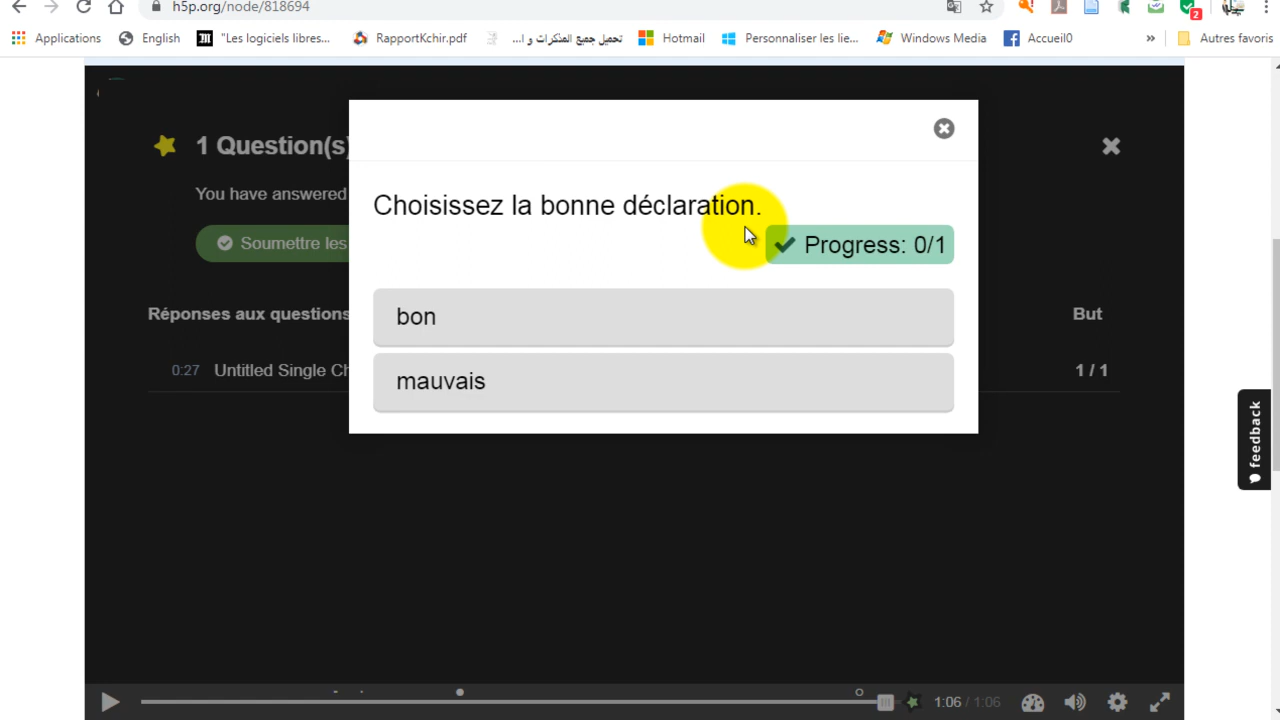 h5p.org/node/818694
2
Applications
English
"Les logiciels libres...
RapportKchir.pdf
تحميل جميع المذكرات و ا...
Hotmail
Personnaliser les lie...
Windows Media
Accueil0
»
Autres favoris
1 Question(s)
You have answered
Soumettre les
Choisissez la bonne déclaration.
Progress: 0/1
bon
mauvais
Réponses aux questions
But
0:27 Untitled Single Ch
1 / 1
feedback
1:06 / 1:06